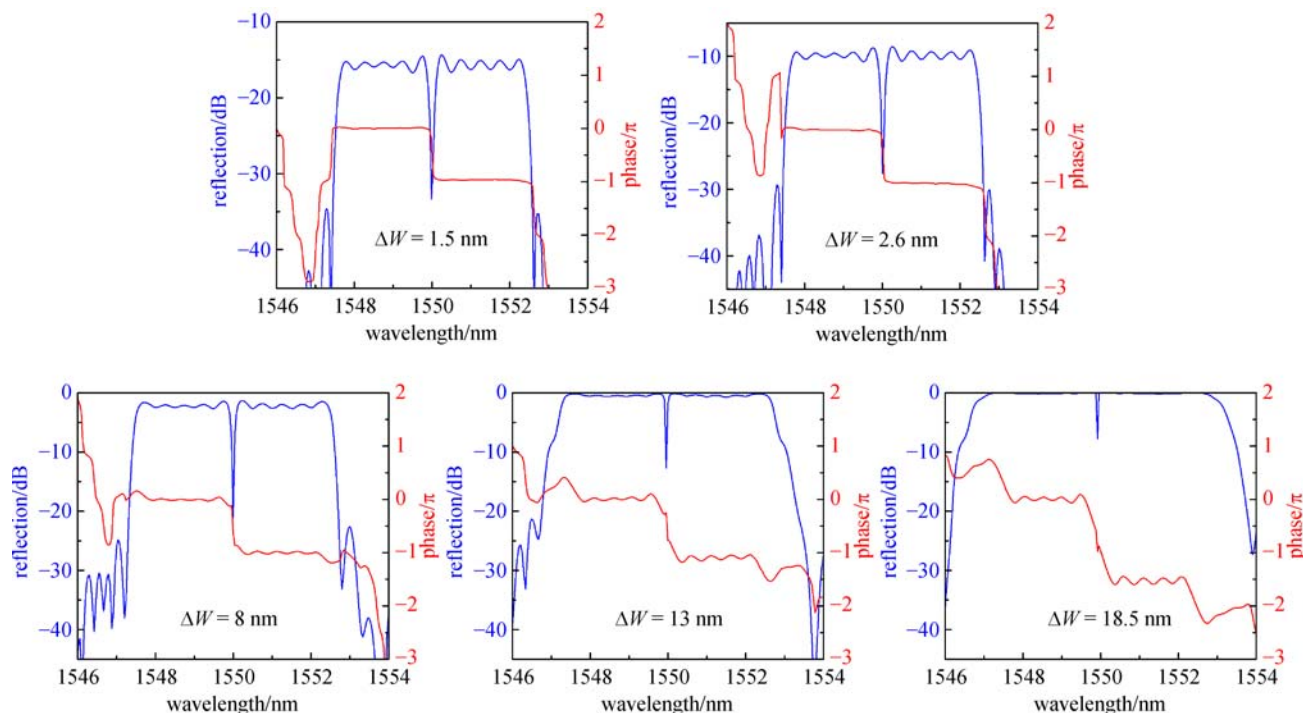 −10
−20
−30
−40
reflection/dB
ΔW = 1.5 nm
2
1
0
−1
−2
−3
phase/π
1546 1548 1550 1552 1554
wavelength/nm
−10
−20
−30
−40
reflection/dB
ΔW = 2.6 nm
2
1
0
−1
−2
−3
phase/π
1546 1548 1550 1552 1554
wavelength/nm
0
−10
−20
−30
−40
reflection/dB
ΔW = 8 nm
2
1
0
−1
−2
−3
phase/π
1546 1548 1550 1552 1554
wavelength/nm
0
−10
−20
−30
−40
reflection/dB
ΔW = 13 nm
2
1
0
−1
−2
−3
phase/π
1546 1548 1550 1552 1554
wavelength/nm
0
−10
−20
−30
−40
reflection/dB
ΔW = 18.5 nm
2
1
0
−1
−2
−3
phase/π
1546 1548 1550 1552 1554
wavelength/nm